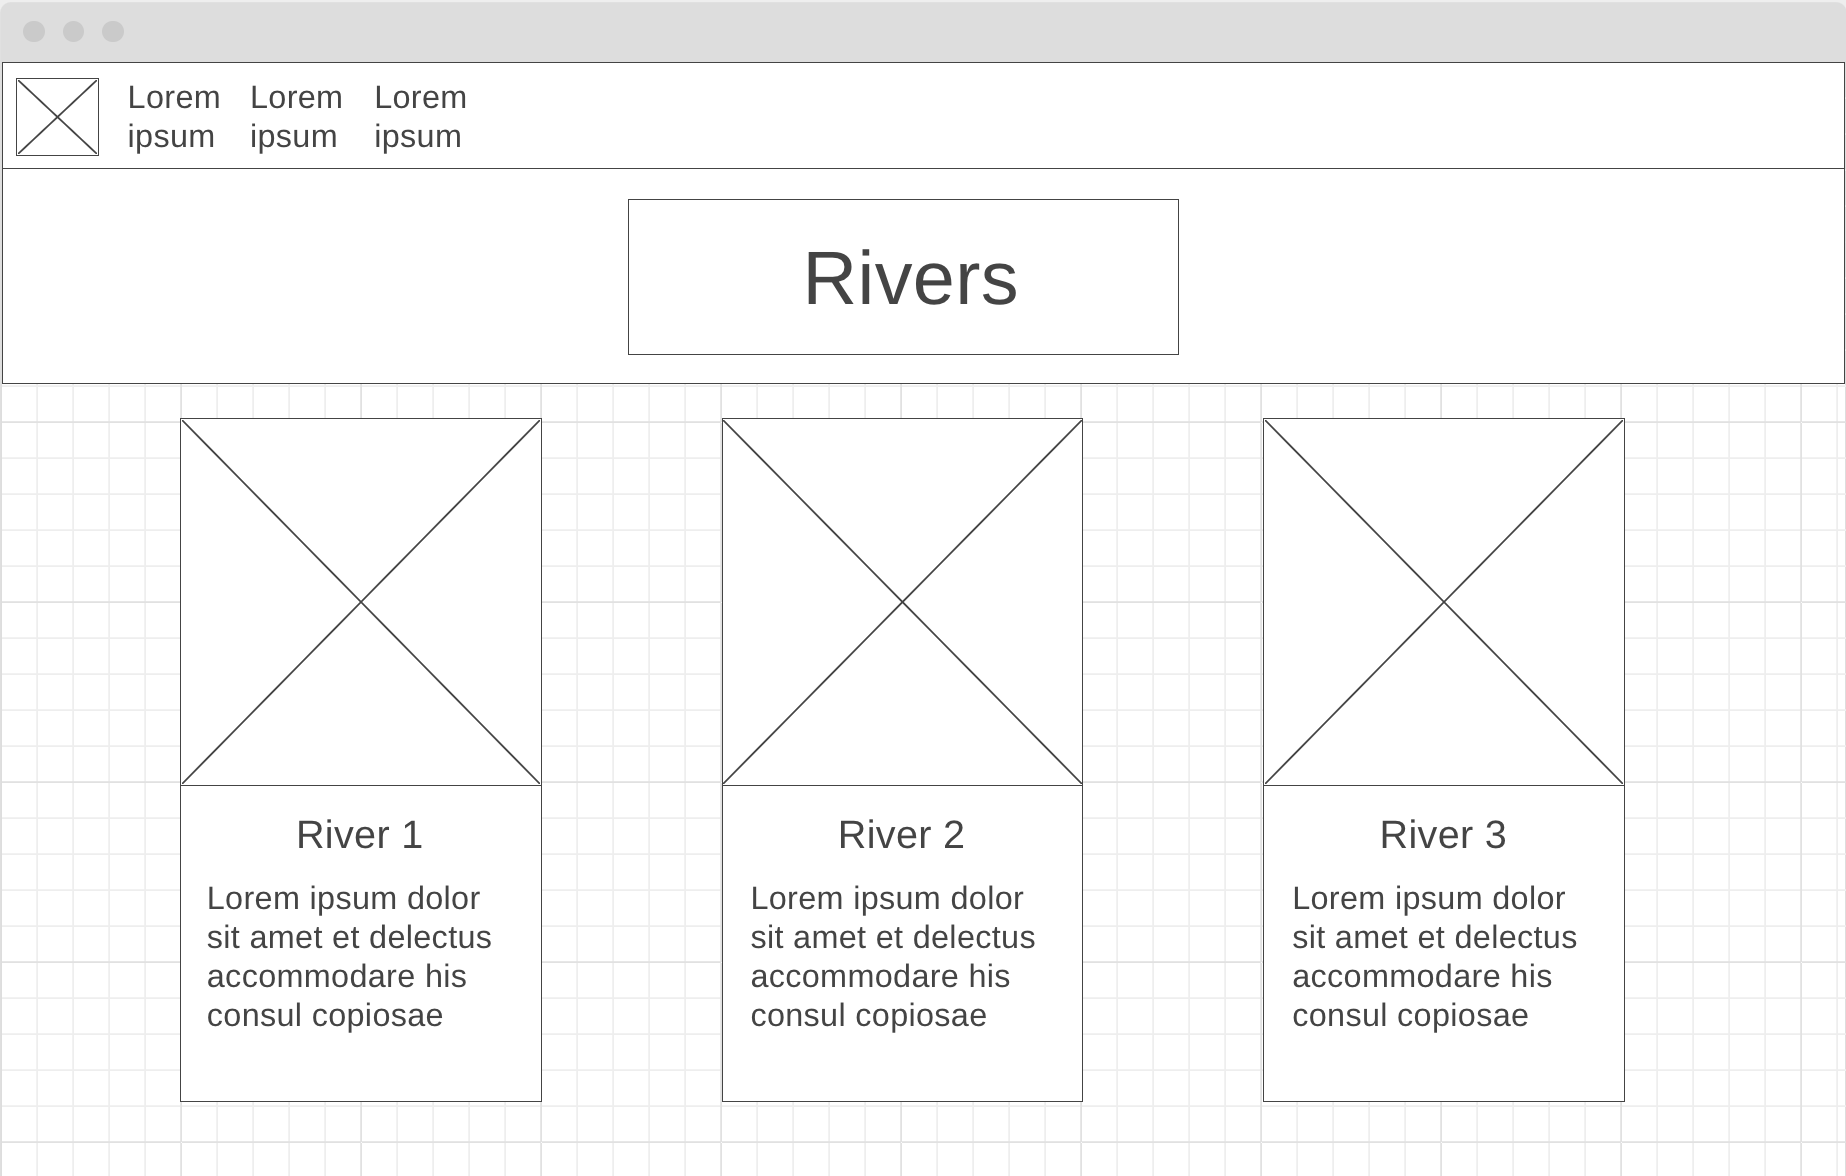 Lorem
ipsum
Lorem
ipsum
Lorem
ipsum
Rivers
River 1
Lorem ipsum dolor
sit amet et delectus
accommodare his
consul copiosae
River 2
Lorem ipsum dolor
sit amet et delectus
accommodare his
consul copiosae
River 3
Lorem ipsum dolor
sit amet et delectus
accommodare his
consul copiosae